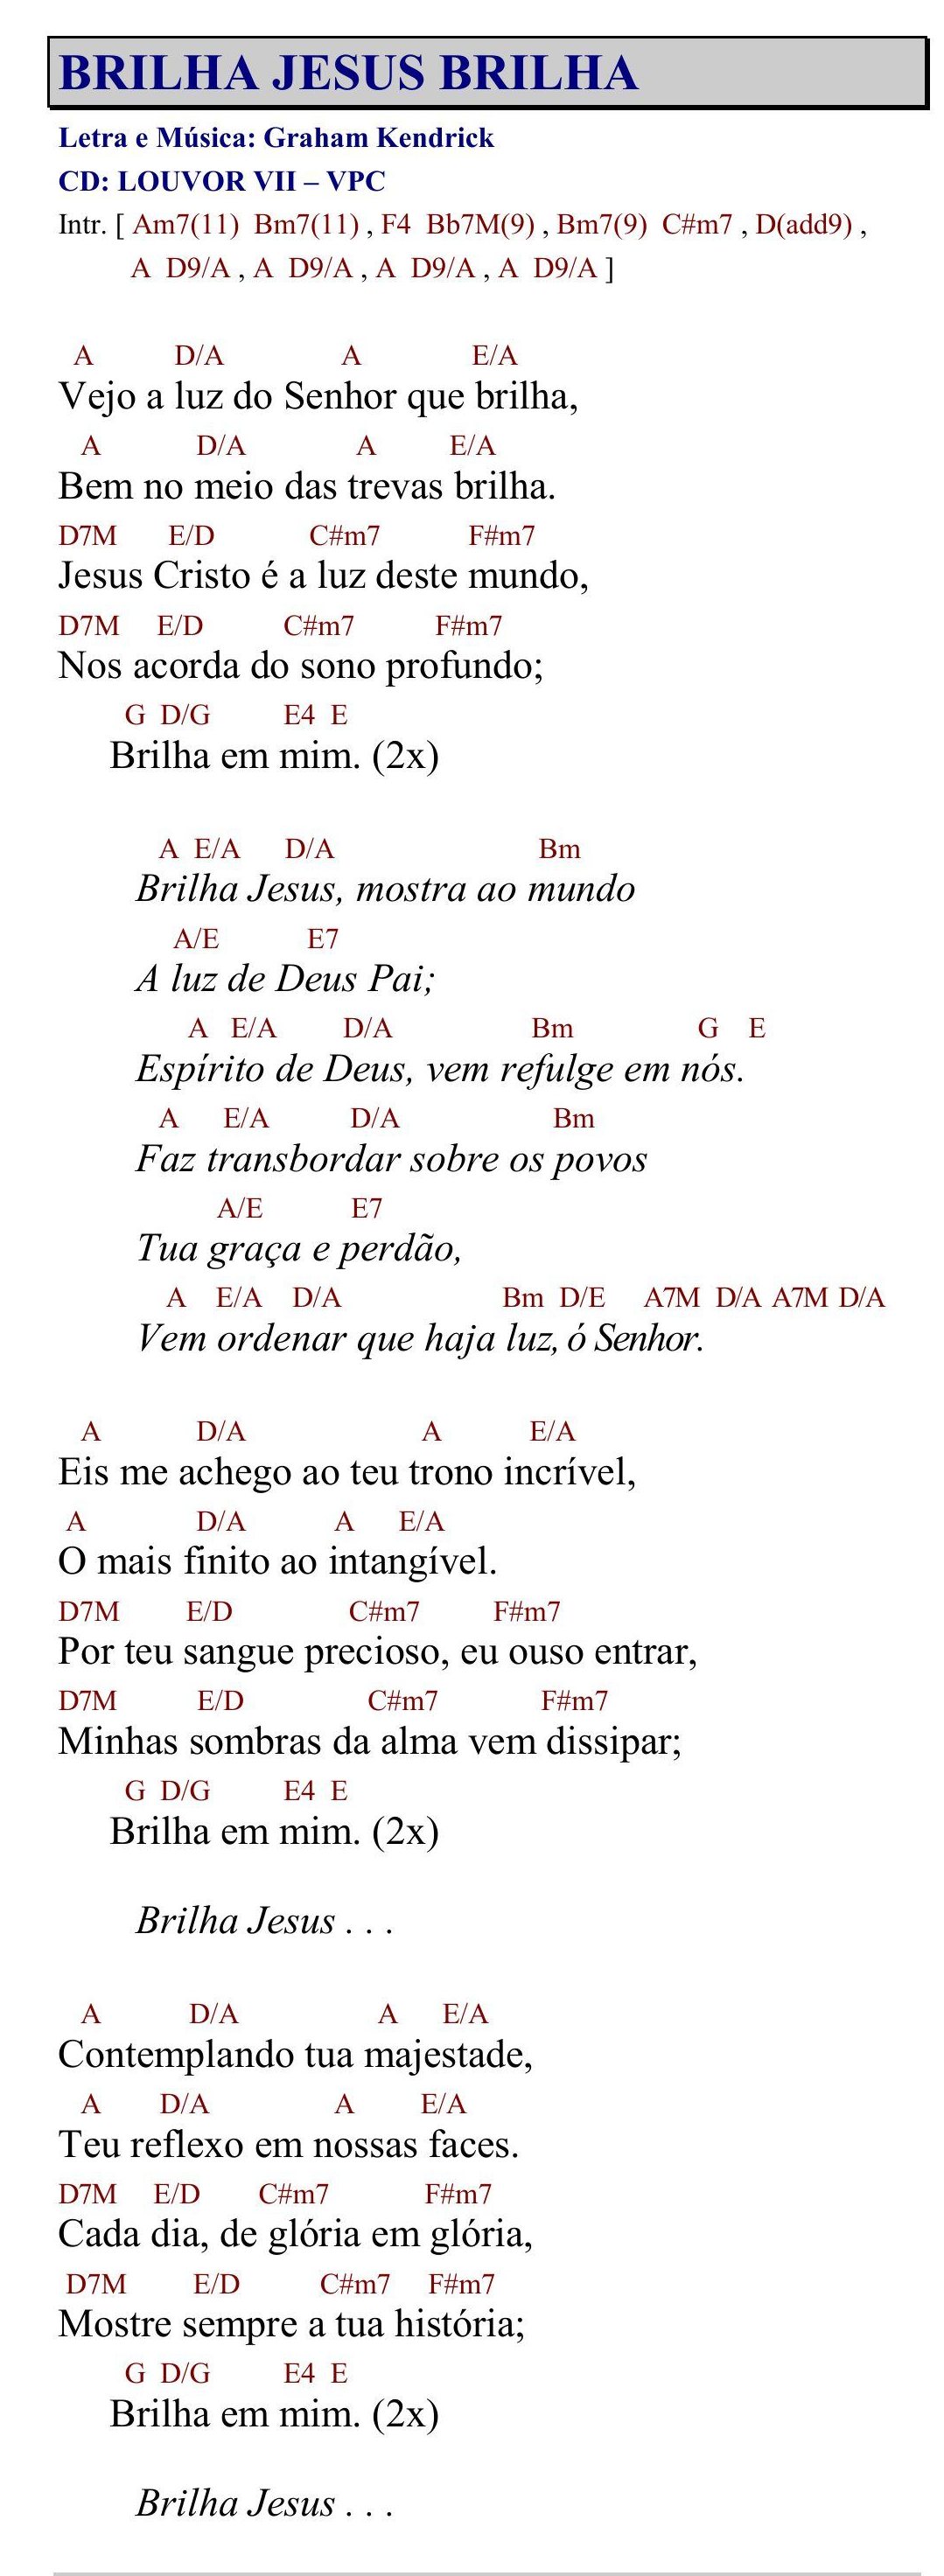 BRILHA JESUS BRILHA
Letra e Música: Graham Kendrick
CD: LOUVOR VII – VPC
Intr. [ Am7(11)  Bm7(11) , F4  Bb7M(9) , Bm7(9)  C#m7 , D(add9) ,
A  D9/A , A  D9/A , A  D9/A , A  D9/A ]
A D/A A E/A
Vejo a luz do Senhor que brilha,
A D/A A E/A
Bem no meio das trevas brilha.
D7M E/D C#m7 F#m7
Jesus Cristo é a luz deste mundo,
D7M E/D C#m7 F#m7
Nos acorda do sono profundo;
G D/G E4 E
Brilha em mim. (2x)
A E/A D/A Bm
Brilha Jesus, mostra ao mundo
A/E E7
A luz de Deus Pai;
A E/A D/A Bm G E
Espírito de Deus, vem refulge em nós.
A E/A D/A Bm
Faz transbordar sobre os povos
A/E E7
Tua graça e perdão,
A E/A D/A Bm D/E A7M D/A A7M D/A
Vem ordenar que haja luz, ó Senhor.
A D/A A E/A
Eis me achego ao teu trono incrível,
A D/A A E/A
O mais finito ao intangível.
D7M E/D C#m7 F#m7
Por teu sangue precioso, eu ouso entrar,
D7M E/D C#m7 F#m7
Minhas sombras da alma vem dissipar;
G D/G E4 E
Brilha em mim. (2x)
Brilha Jesus . . .
A D/A A E/A
Contemplando tua majestade,
A D/A A E/A
Teu reflexo em nossas faces.
D7M E/D C#m7 F#m7
Cada dia, de glória em glória,
D7M E/D C#m7 F#m7
Mostre sempre a tua história;
G D/G E4 E
Brilha em mim. (2x)
Brilha Jesus . . .